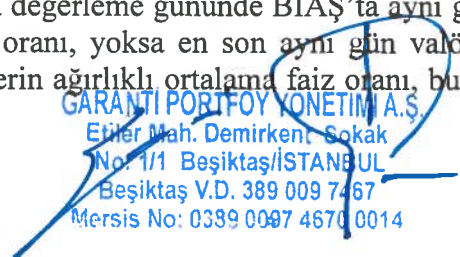 değerleme gününde BIAŞ'ta aynı g
oranı, yoksa en son aynı gün valö
erin ağırlıklı ortalama faiz oranı, bu
GARANTİ PORTFÖY YÖNETİMİ A.Ş.
Etiler Mah. Demirkent Sokak
No: 1/1 Beşiktaş/İSTANBUL
Beşiktaş V.D. 389 009 7467
Mersis No: 0389 0097 4670 0014